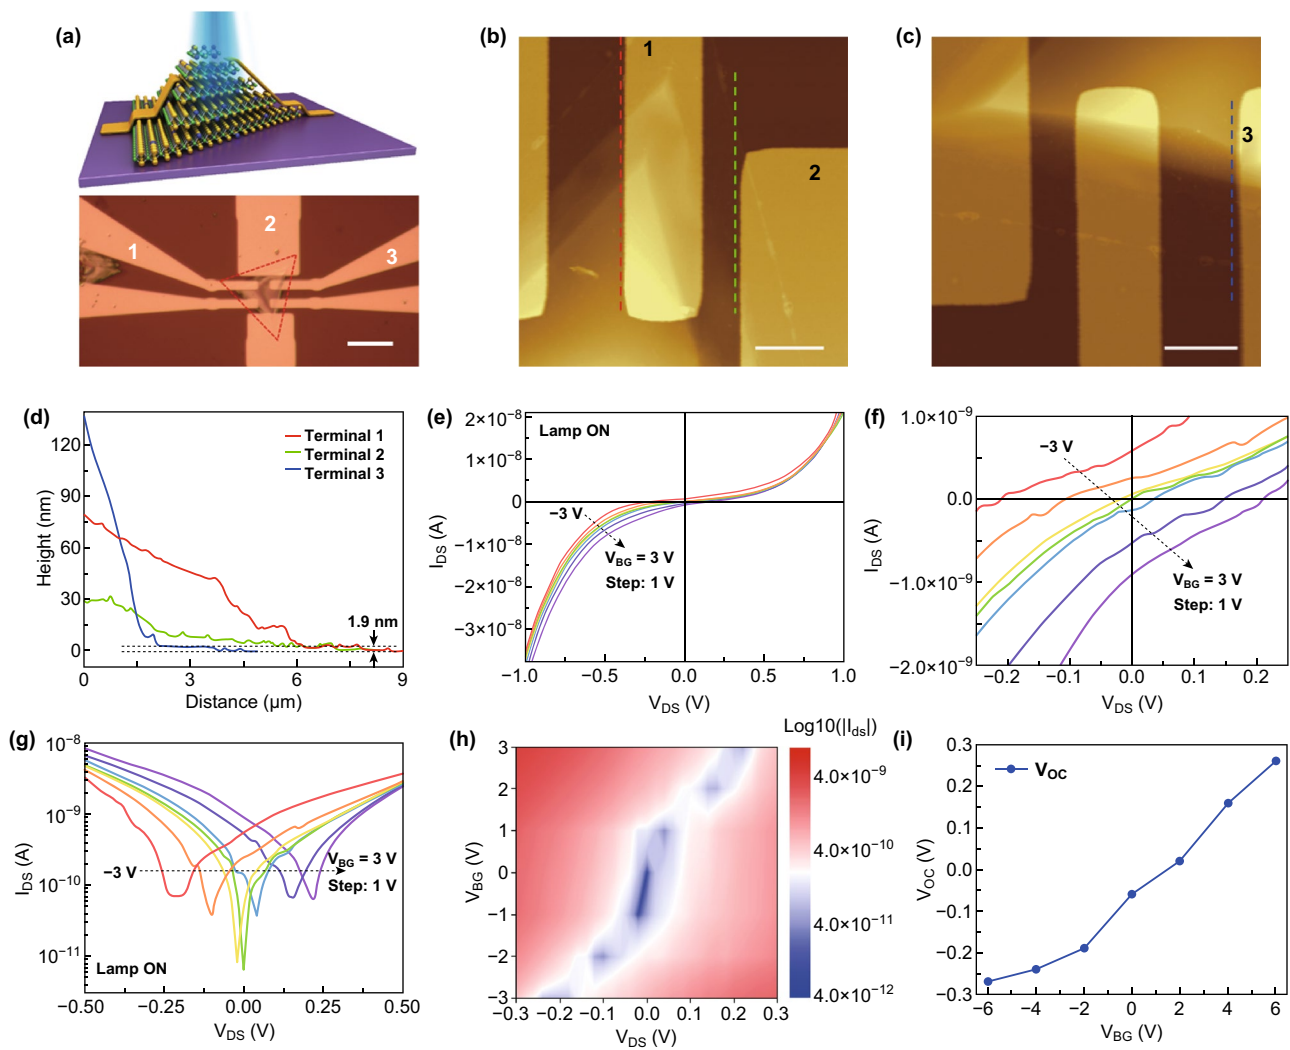 (a)
2
1
3
(b)
1
2
(c)
3
(d)
120
90
60
30
0
Height (nm)
Terminal 1
Terminal 2
Terminal 3
1.9 nm
0
3
6
9
Distance (μm)
(e)
2×10⁻⁸
1×10⁻⁸
0
−1×10⁻⁸
−2×10⁻⁸
−3×10⁻⁸
I_DS (A)
Lamp ON
−3 V
V_BG = 3 V
Step: 1 V
−1.0
−0.5
0
0.5
1.0
V_DS (V)
(f)
1.0×10⁻⁹
0.0
−1.0×10⁻⁹
−2.0×10⁻⁹
I_DS (A)
−3 V
V_BG = 3 V
Step: 1 V
−0.2
−0.1
0.0
0.1
0.2
V_DS (V)
(g)
10⁻⁸
10⁻⁹
10⁻¹⁰
10⁻¹¹
I_DS (A)
−3 V
V_BG = 3 V
Step: 1 V
Lamp ON
−0.50
−0.25
0.00
0.25
0.50
V_DS (V)
(h)
3
2
1
0
−1
−2
−3
V_BG (V)
−0.3
−0.2
−0.1
0.0
0.1
0.2
0.3
V_DS (V)
Log10(|I_ds|)
4.0×10⁻⁹
4.0×10⁻¹⁰
4.0×10⁻¹¹
4.0×10⁻¹²
(i)
0.3
0.2
0.1
0.0
−0.1
−0.2
−0.3
V_OC (V)
V_OC
−6
−4
−2
0
2
4
6
V_BG (V)